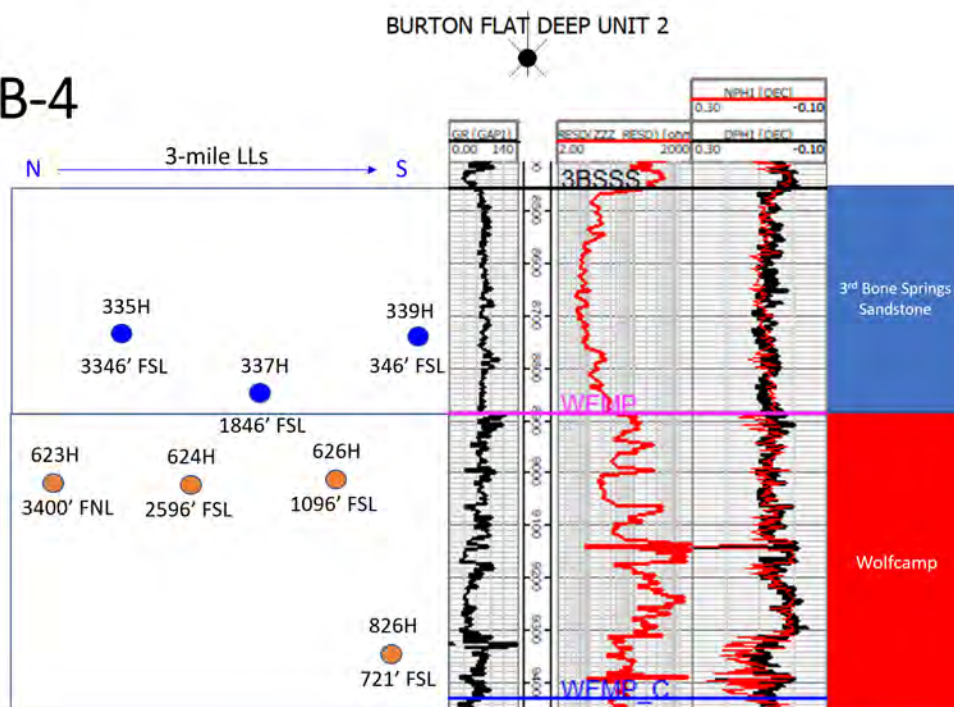 BURTON FLAT DEEP UNIT 2
B-4
N
3-mile LLs
S
NPHI [DEC]
0.30 -0.10
GR (GAPI)
0.00 140
2.00 2000
DPHI [DEC]
0.30 -0.10
3BSSS
335H
3346' FSL
339H
346' FSL
337H
1846' FSL
3rd Bone Springs
Sandstone
WFMP
623H
3400' FNL
624H
2596' FSL
626H
1096' FSL
Wolfcamp
826H
721' FSL
WFMP_C